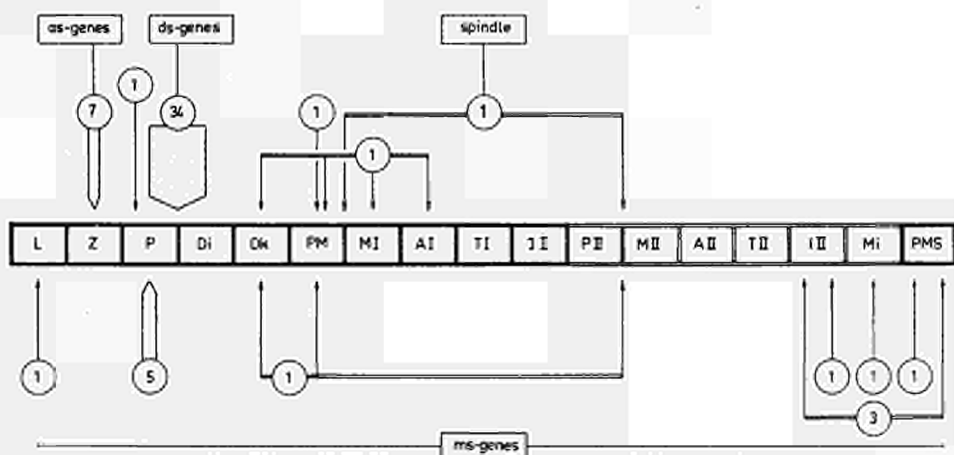 as-genes ds-genes spindle
1
7 34 1 1
1
L Z P Di Dk PM MI AI TI II PII MII AII TII III Mi PMS
1 5 1 1 1 1
3
ms-genes